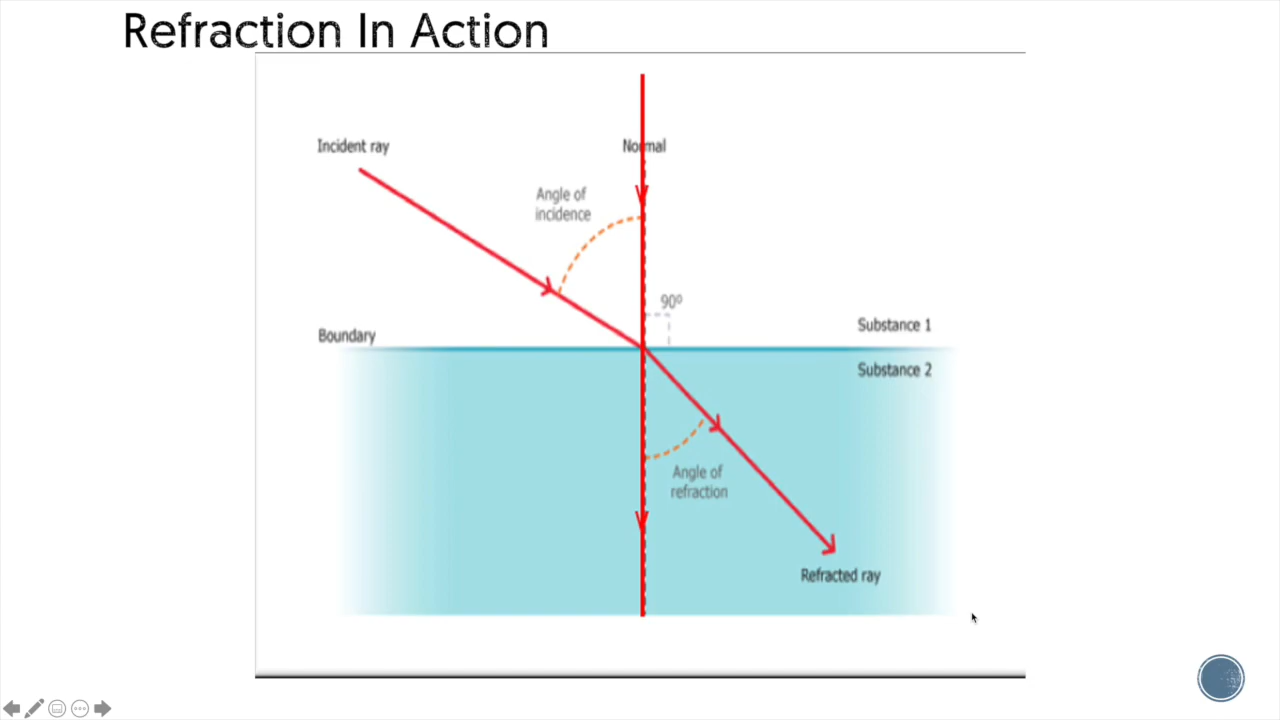 Refraction In Action
Incident ray
Normal
Angle of
incidence
90º
Boundary
Substance 1
Substance 2
Angle of
refraction
Refracted ray